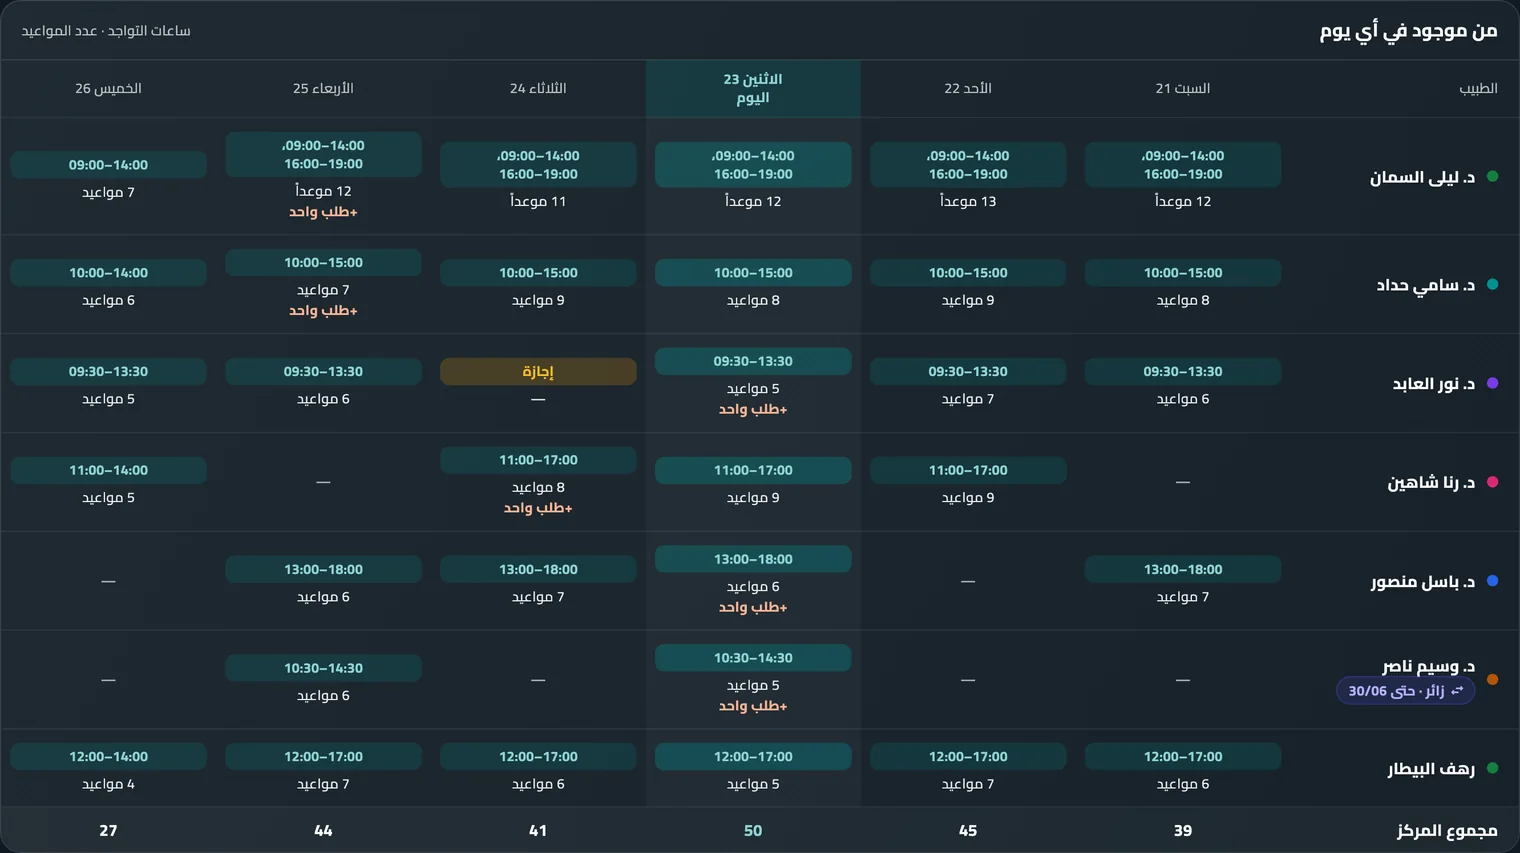 من موجود في أي يوم
ساعات التواجد · عدد المواعيد
الطبيب
السبت 21
الأحد 22
الاثنين 23
اليوم
الثلاثاء 24
الأربعاء 25
الخميس 26
د. ليلى السمان
09:00–14:00،
16:00–19:00
12 موعداً
09:00–14:00،
16:00–19:00
13 موعداً
09:00–14:00،
16:00–19:00
12 موعداً
09:00–14:00،
16:00–19:00
11 موعداً
09:00–14:00،
16:00–19:00
12 موعداً
+طلب واحد
09:00–14:00
7 مواعيد
د. سامي حداد
10:00–15:00
8 مواعيد
10:00–15:00
9 مواعيد
10:00–15:00
8 مواعيد
10:00–15:00
9 مواعيد
10:00–15:00
7 مواعيد
+طلب واحد
10:00–14:00
6 مواعيد
د. نور العابد
09:30–13:30
6 مواعيد
09:30–13:30
7 مواعيد
09:30–13:30
5 مواعيد
+طلب واحد
إجازة
—
09:30–13:30
6 مواعيد
09:30–13:30
5 مواعيد
د. رنا شاهين
—
11:00–17:00
9 مواعيد
11:00–17:00
9 مواعيد
11:00–17:00
8 مواعيد
+طلب واحد
—
11:00–14:00
5 مواعيد
د. باسل منصور
13:00–18:00
7 مواعيد
—
13:00–18:00
6 مواعيد
+طلب واحد
13:00–18:00
7 مواعيد
13:00–18:00
6 مواعيد
—
د. وسيم ناصر
زائر · حتى 30/06
—
—
10:30–14:30
5 مواعيد
+طلب واحد
—
10:30–14:30
6 مواعيد
—
رهف البيطار
12:00–17:00
6 مواعيد
12:00–17:00
7 مواعيد
12:00–17:00
5 مواعيد
12:00–17:00
6 مواعيد
12:00–17:00
7 مواعيد
12:00–14:00
4 مواعيد
مجموع المركز
39
45
50
41
44
27